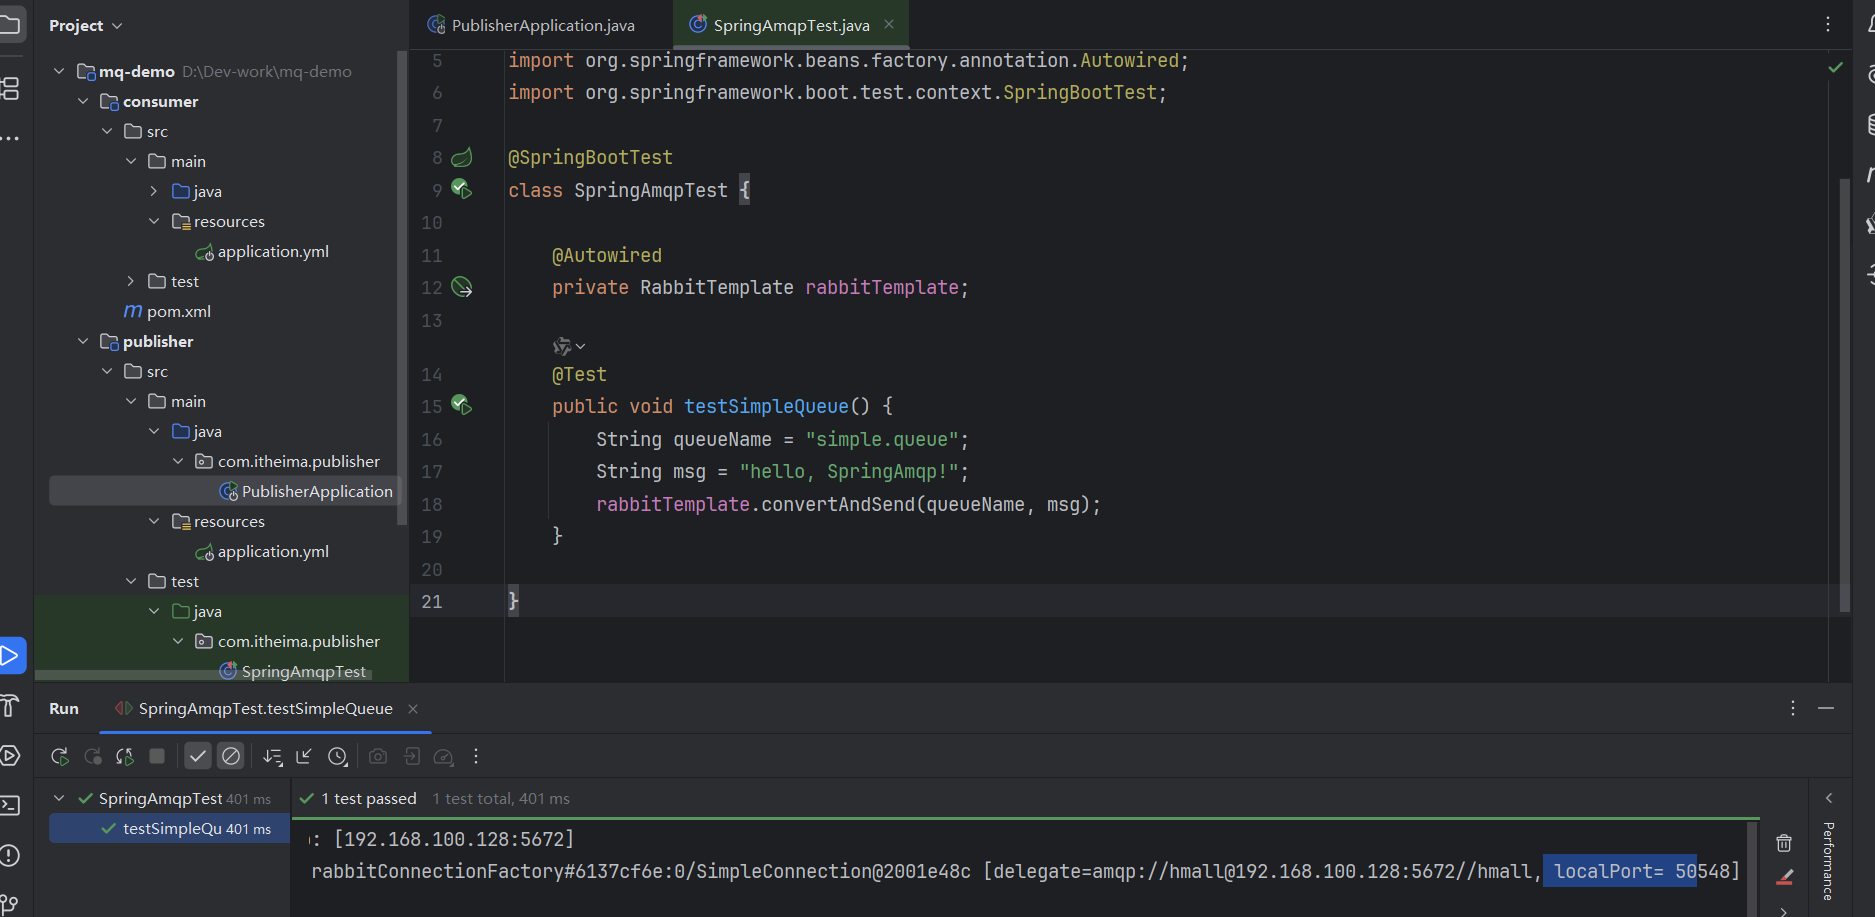 Project
PublisherApplication.java
SpringAmqpTest.java
mq-demo D:\Dev-work\mq-demo
consumer
src
main
java
resources
application.yml
test
pom.xml
publisher
src
main
java
com.itheima.publisher
PublisherApplication
resources
application.yml
test
java
com.itheima.publisher
SpringAmqpTest
5 import org.springframework.beans.factory.annotation.Autowired;
6 import org.springframework.boot.test.context.SpringBootTest;
7
8 @SpringBootTest
9 class SpringAmqpTest {
10
11 @Autowired
12 private RabbitTemplate rabbitTemplate;
13
14 @Test
15 public void testSimpleQueue() {
16 String queueName = "simple.queue";
17 String msg = "hello, SpringAmqp!";
18 rabbitTemplate.convertAndSend(queueName, msg);
19 }
20
21 }
Run
SpringAmqpTest.testSimpleQueue
SpringAmqpTest 401 ms
testSimpleQu 401 ms
1 test passed 1 test total, 401 ms
: [192.168.100.128:5672]
rabbitConnectionFactory#6137cf6e:0/SimpleConnection@2001e48c [delegate=amqp://hmall@192.168.100.128:5672//hmall, localPort= 50548]
Performance